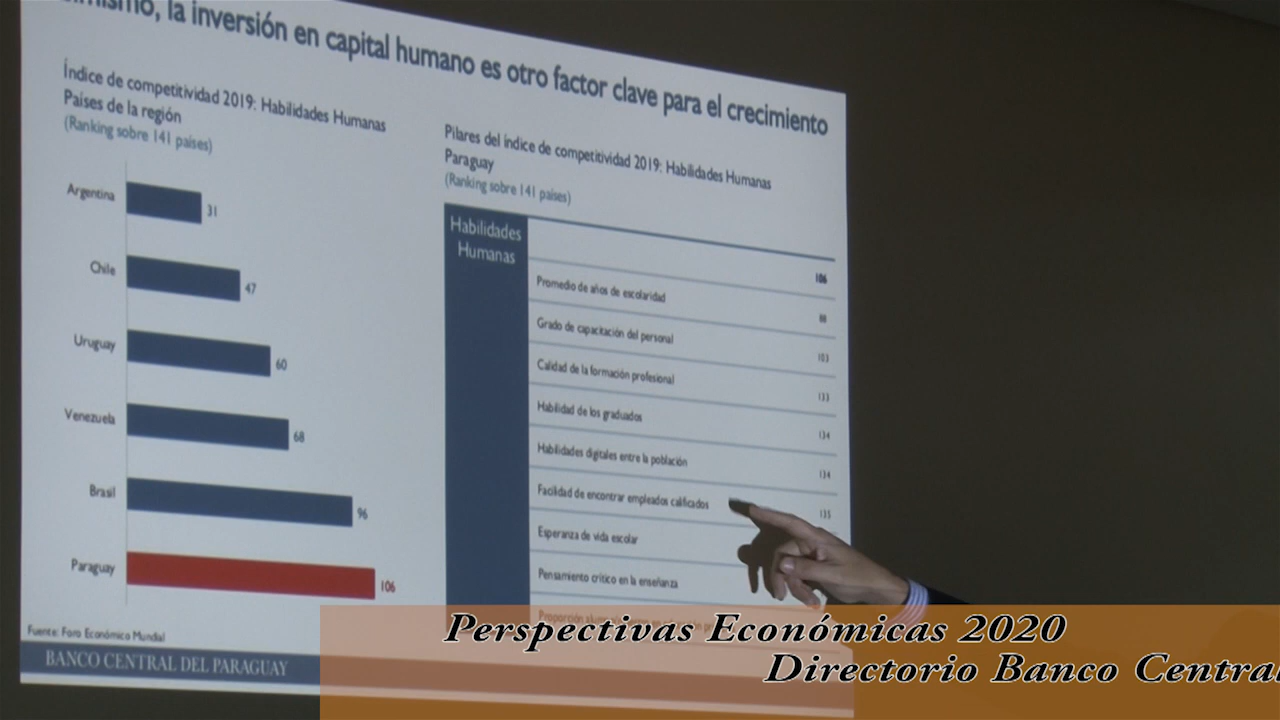 , la inversión en capital humano es otro factor clave para el crecimiento
Índice de competitividad 2019: Habilidades Humanas
Países de la región
(Ranking sobre 141 países)
Argentina 31
Chile 47
Uruguay 60
Venezuela 68
Brasil 96
Paraguay 106
Fuente: Foro Económico Mundial
BANCO CENTRAL DEL PARAGUAY
Pilares del índice de competitividad 2019: Habilidades Humanas
Paraguay
(Ranking sobre 141 países)
Habilidades
Humanas
106
Promedio de años de escolaridad 88
Grado de capacitación del personal 103
Calidad de la formación profesional 133
Habilidad de los graduados 134
Habilidades digitales entre la población 134
Facilidad de encontrar empleados calificados 135
Esperanza de vida escolar
Pensamiento crítico en la enseñanza
Perspectivas Económicas 2020
Directorio Banco Central